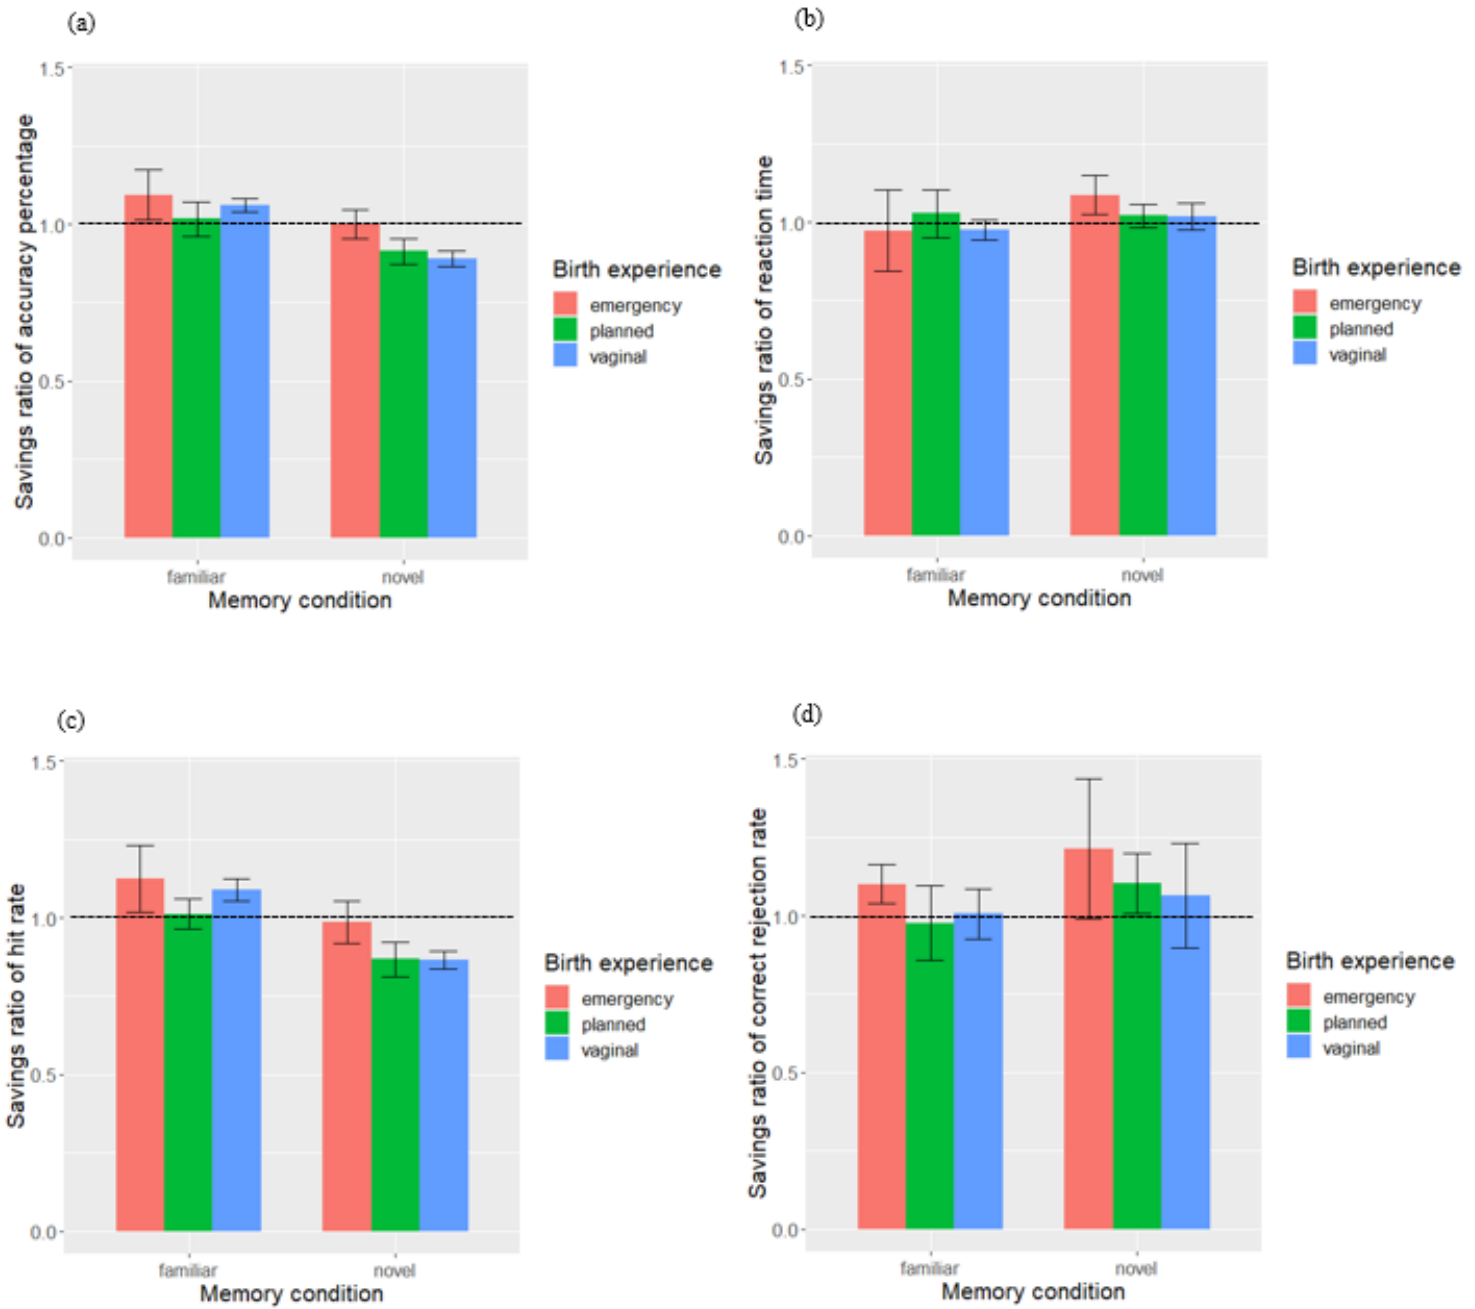 (a)
Savings ratio of accuracy percentage
1.5
1.0
0.5
0.0
familiar
novel
Memory condition
Birth experience
emergency
planned
vaginal
(b)
Savings ratio of reaction time
1.5
1.0
0.5
0.0
familiar
novel
Memory condition
Birth experience
emergency
planned
vaginal
(c)
Savings ratio of hit rate
1.5
1.0
0.5
0.0
familiar
novel
Memory condition
Birth experience
emergency
planned
vaginal
(d)
Savings ratio of correct rejection rate
1.5
1.0
0.5
0.0
familiar
novel
Memory condition
Birth experience
emergency
planned
vaginal